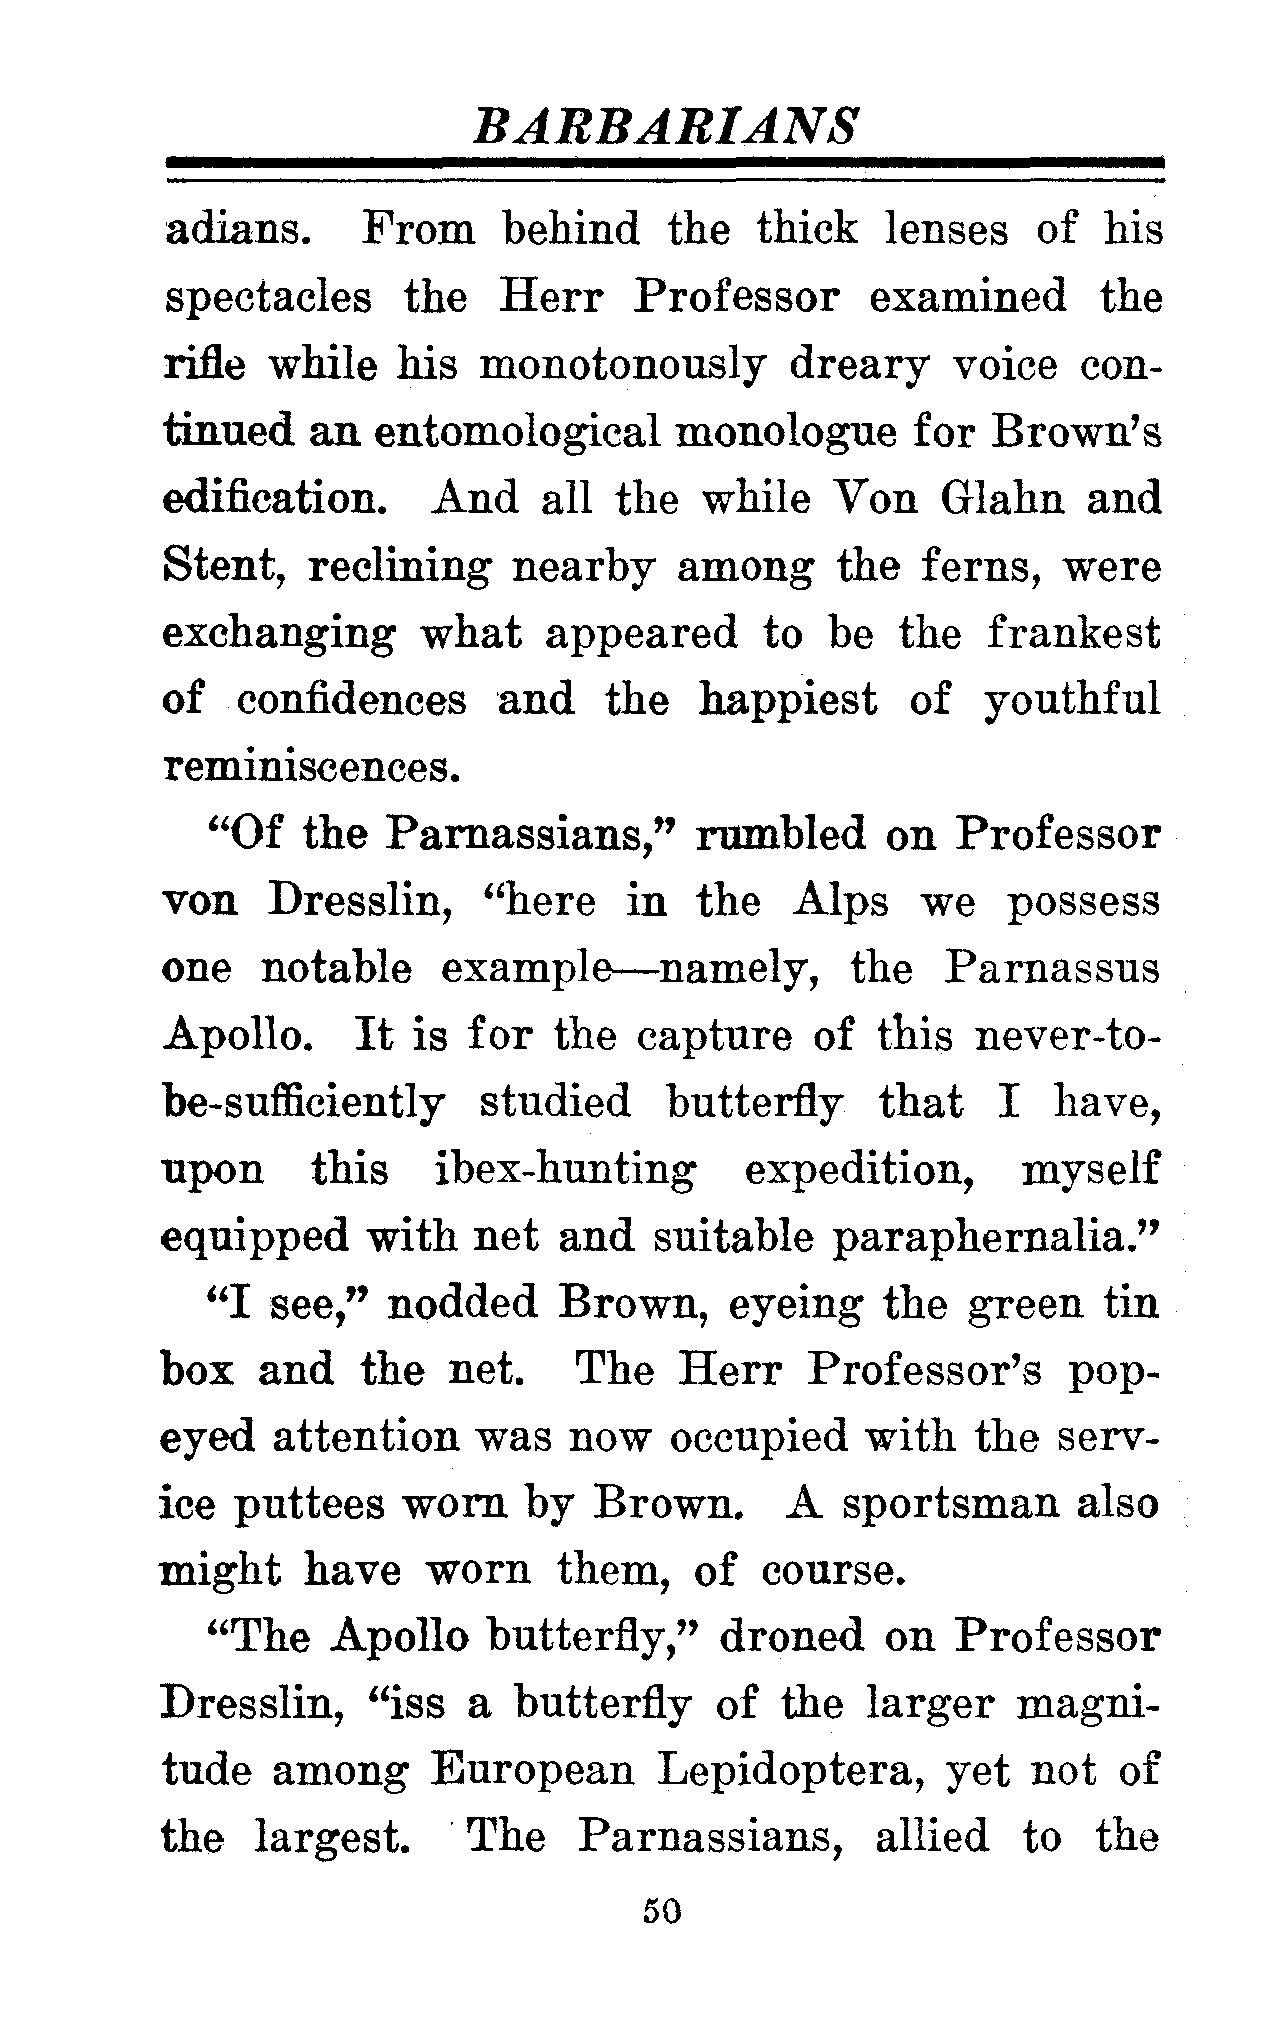 BARBARIANS
adians. From behind the thick lenses of his
spectacles the Herr Professor examined the
rifle while his monotonously dreary voice con-
tinued an entomological monologue for Brown's
edification. And all the while Von Glahn and
Stent, reclining nearby among the ferns, were
exchanging what appeared to be the frankest
of confidences and the happiest of youthful
reminiscences.
“Of the Parnassians,” rumbled on Professor
von Dresslin, “here in the Alps we possess
one notable example—namely, the Parnassus
Apollo. It is for the capture of this never-to-
be-sufficiently studied butterfly that I have,
upon this ibex-hunting expedition, myself
equipped with net and suitable paraphernalia.”
“I see,” nodded Brown, eyeing the green tin
box and the net. The Herr Professor's pop-
eyed attention was now occupied with the serv-
ice puttees worn by Brown. A sportsman also
might have worn them, of course.
“The Apollo butterfly,” droned on Professor
Dresslin, “iss a butterfly of the larger magni-
tude among European Lepidoptera, yet not of
the largest. The Parnassians, allied to the
50